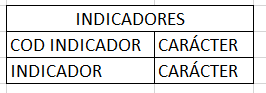 INDICADORES
COD INDICADOR CARÁCTER
INDICADOR CARÁCTER